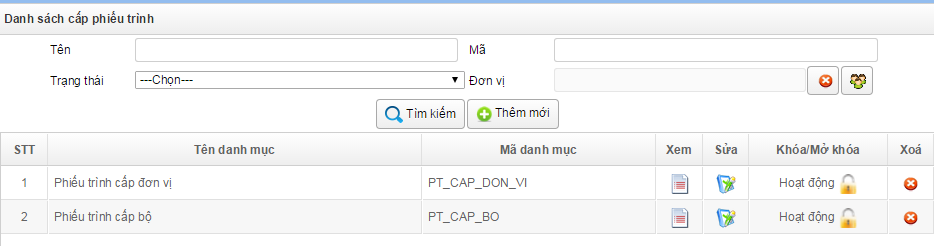 Danh sách cấp phiếu trình
Tên Mã
Trạng thái ---Chọn--- Đơn vị
Tìm kiếm Thêm mới
STT Tên danh mục Mã danh mục Xem Sửa Khóa/Mở khóa Xoá
1 Phiếu trình cấp đơn vị PT_CAP_DON_VI Hoạt động
2 Phiếu trình cấp bộ PT_CAP_BO Hoạt động